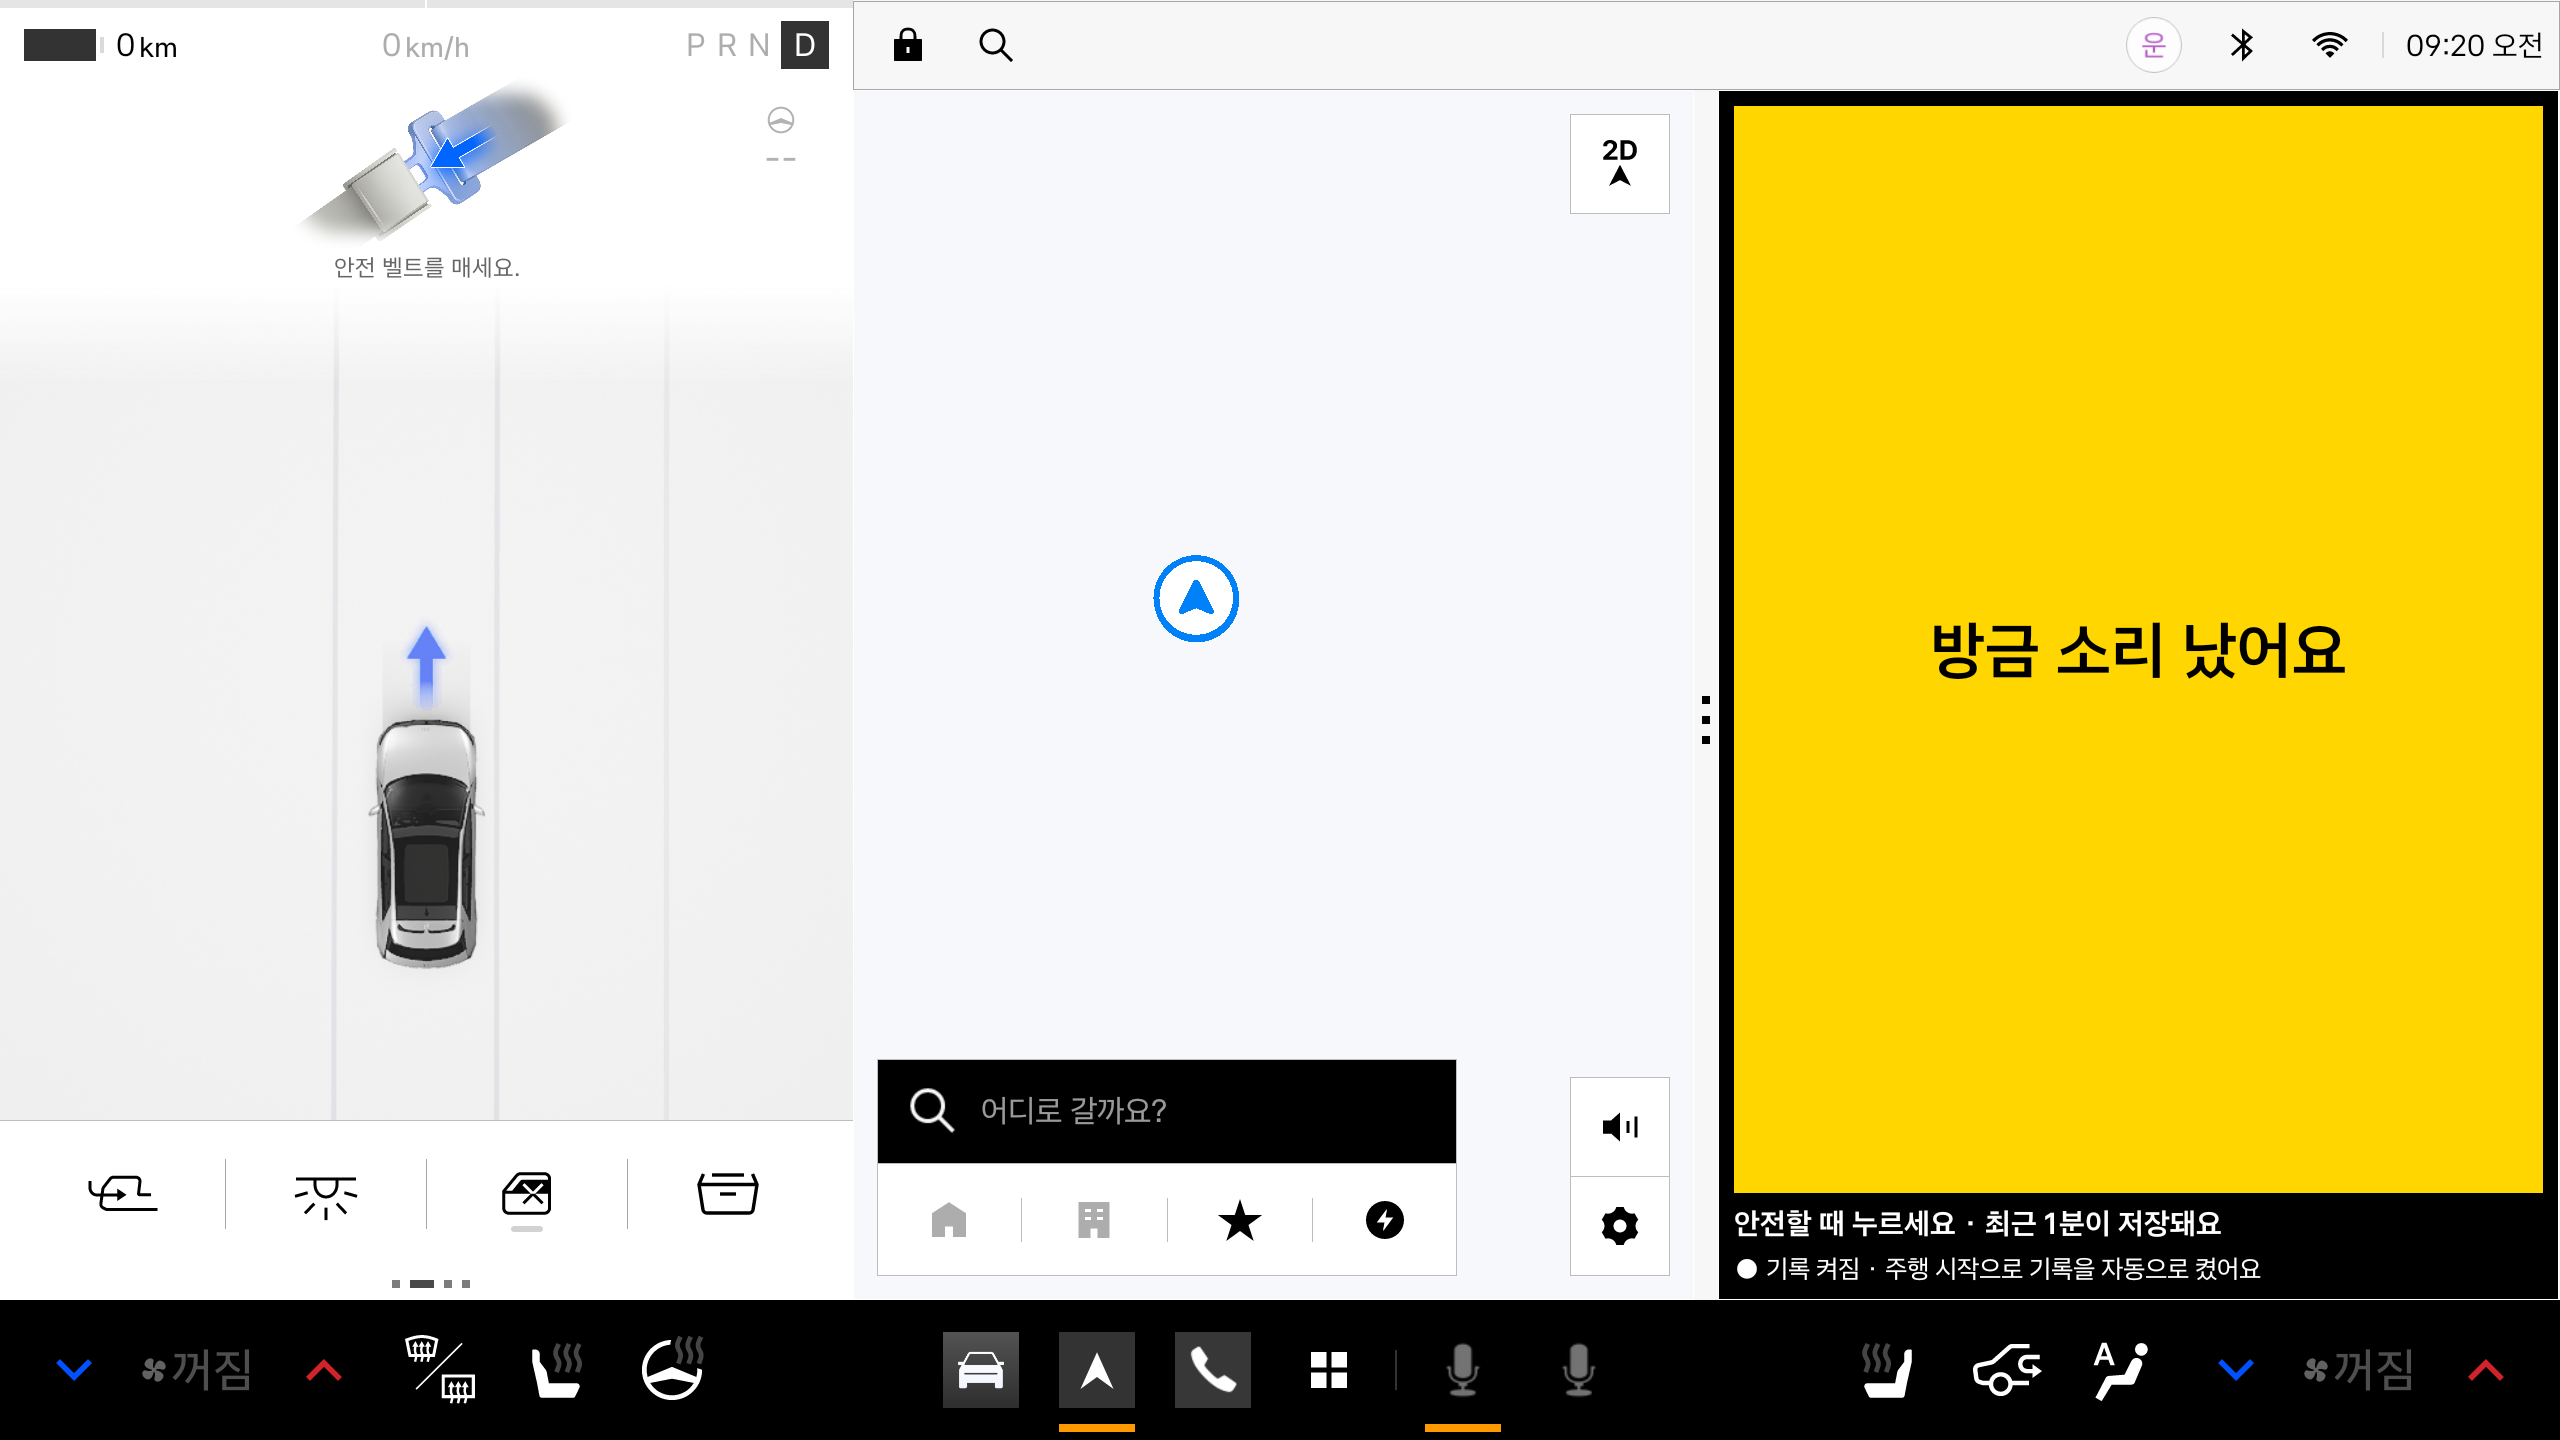 0 km
0 km/h
P R N D
운
09:20 오전
--
안전 벨트를 매세요.
2D
방금 소리 났어요
어디로 갈까요?
안전할 때 누르세요 · 최근 1분이 저장돼요
기록 켜짐 · 주행 시작으로 기록을 자동으로 켰어요
꺼짐
A
꺼짐